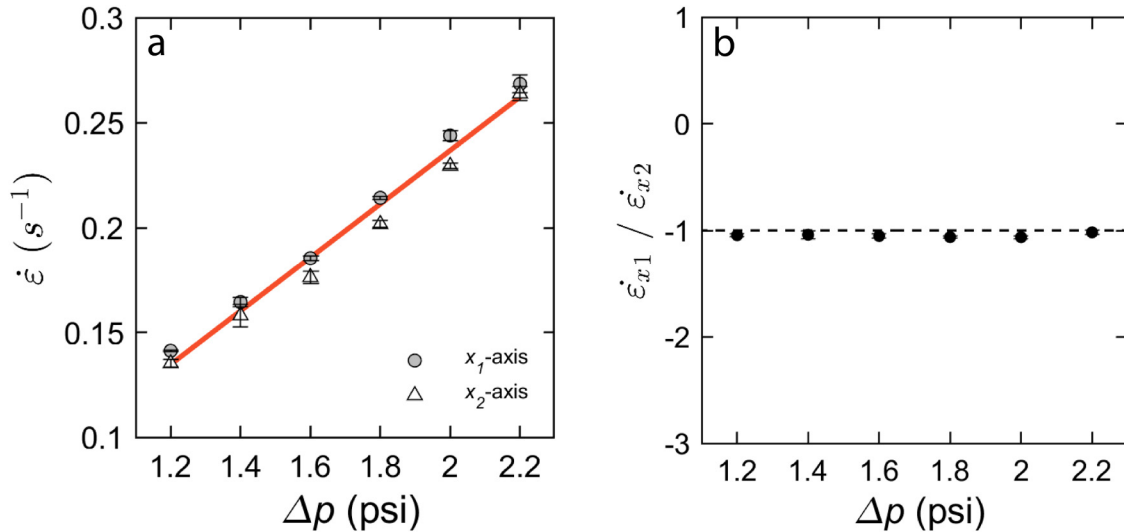 a
0.3
0.25
0.2
0.15
0.1
ε̇ (s⁻¹)
x₁-axis
x₂-axis
1.2 1.4 1.6 1.8 2 2.2
Δp (psi)
b
1
0
-1
-2
-3
ε̇ₓ₁ / ε̇ₓ₂
1.2 1.4 1.6 1.8 2 2.2
Δp (psi)